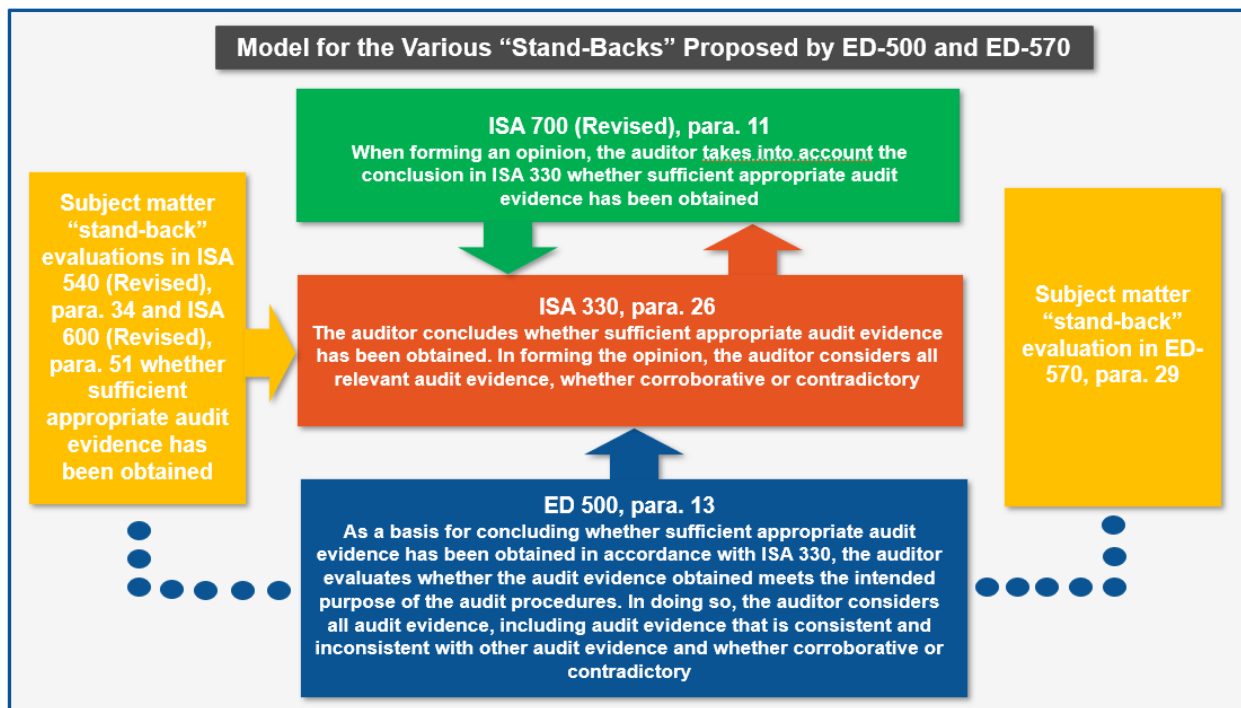 Model for the Various “Stand-Backs” Proposed by ED-500 and ED-570
ISA 700 (Revised), para. 11
When forming an opinion, the auditor takes into account the
conclusion in ISA 330 whether sufficient appropriate audit
evidence has been obtained
Subject matter
“stand-back”
evaluations in ISA
540 (Revised),
para. 34 and ISA
600 (Revised),
para. 51 whether
sufficient
appropriate audit
evidence has
been obtained
ISA 330, para. 26
The auditor concludes whether sufficient appropriate audit evidence
has been obtained. In forming the opinion, the auditor considers all
relevant audit evidence, whether corroborative or contradictory
Subject matter
“stand-back”
evaluation in ED-
570, para. 29
ED 500, para. 13
As a basis for concluding whether sufficient appropriate audit
evidence has been obtained in accordance with ISA 330, the auditor
evaluates whether the audit evidence obtained meets the intended
purpose of the audit procedures. In doing so, the auditor considers
all audit evidence, including audit evidence that is consistent and
inconsistent with other audit evidence and whether corroborative or
contradictory